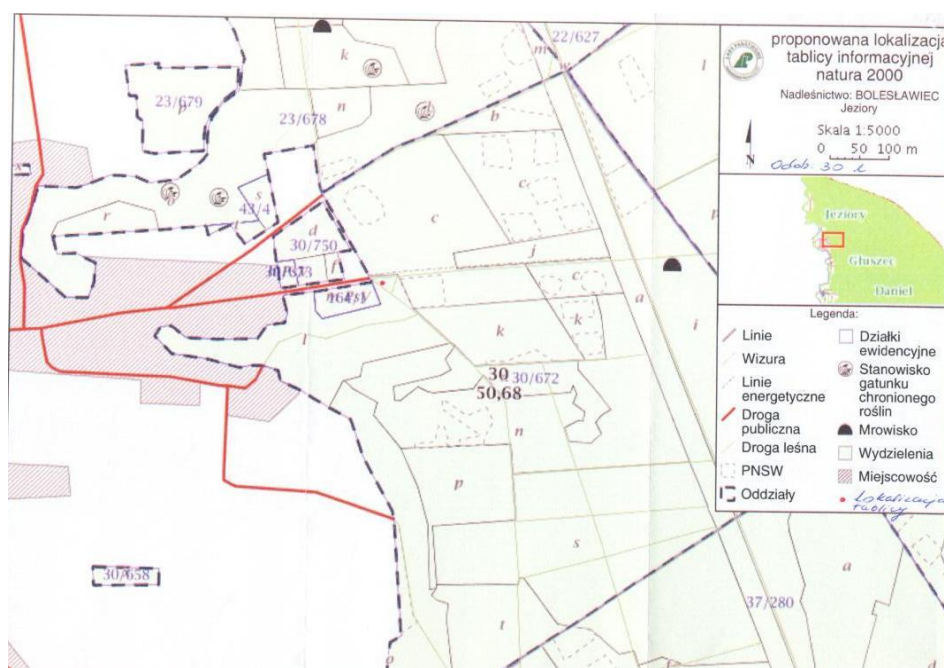 proponowana lokalizacja
tablicy informacyjnej
natura 2000
Nadleśnictwo: BOLESŁAWIEC
Jeziory
Skala 1:5000
0 50 100 m
N
Odob: 30 l
Jeziory
Głuszec
Daniel
Legenda:
Linie
Wizura
Linie
energetyczne
Droga
publiczna
Droga leśna
PNSW
Oddziały
Działki
ewidencyjne
Stanowisko
gatunku
chronionego
roślin
Mrowisko
Wydzielenia
Miejscowość
Lokalizacja
tablicy
22/627
m
k
l
23/679
p
n
23/678
b
s
43/4
r
d
30/750
f
c
j
c
a
i
164/1
l
k
k
30
50,68
30/672
n
p
s
a
30/658
37/280
t
o